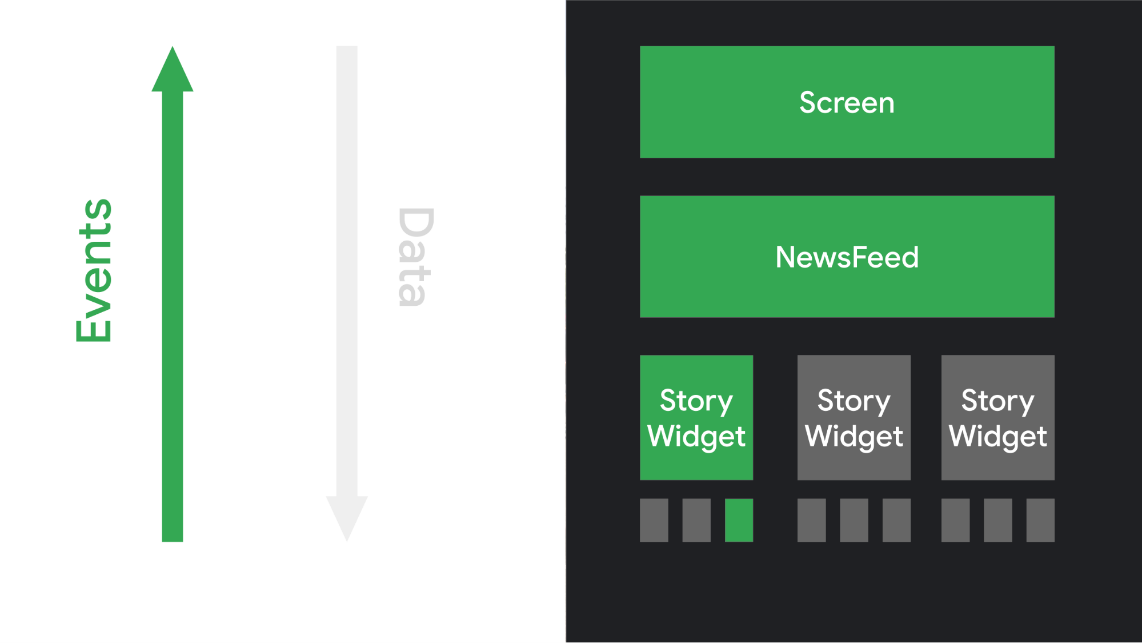 Events
Data
Screen
NewsFeed
Story
Widget
Story
Widget
Story
Widget